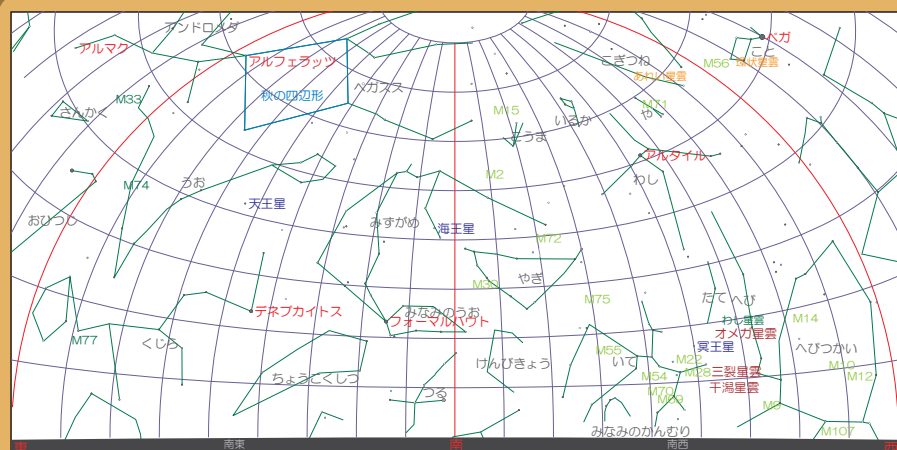 アンドロメダ
アルマク
アルフェラッツ
秋の四辺形
ペガスス
M33
さんかく
M15
こうま
いるか
こぎつね
あれい星雲
M71
や
M56
ベガ
こと
環状星雲
アルタイル
わし
M74
うお
M2
おひつじ
天王星
みずがめ
海王星
M72
やぎ
M30
M75
たて
へび
わし星雲
M14
デネブカイトス
みなみのうお
フォーマルハウト
オメガ星雲
M77
くじら
M55
いて
冥王星
へびつかい
けんびきょう
M22
M28
三裂星雲
M10
M12
ちょうこくしつ
M54
干潟星雲
つる
M70
M69
M9
みなみのかんむり
M107
東
南東
南
南西
西